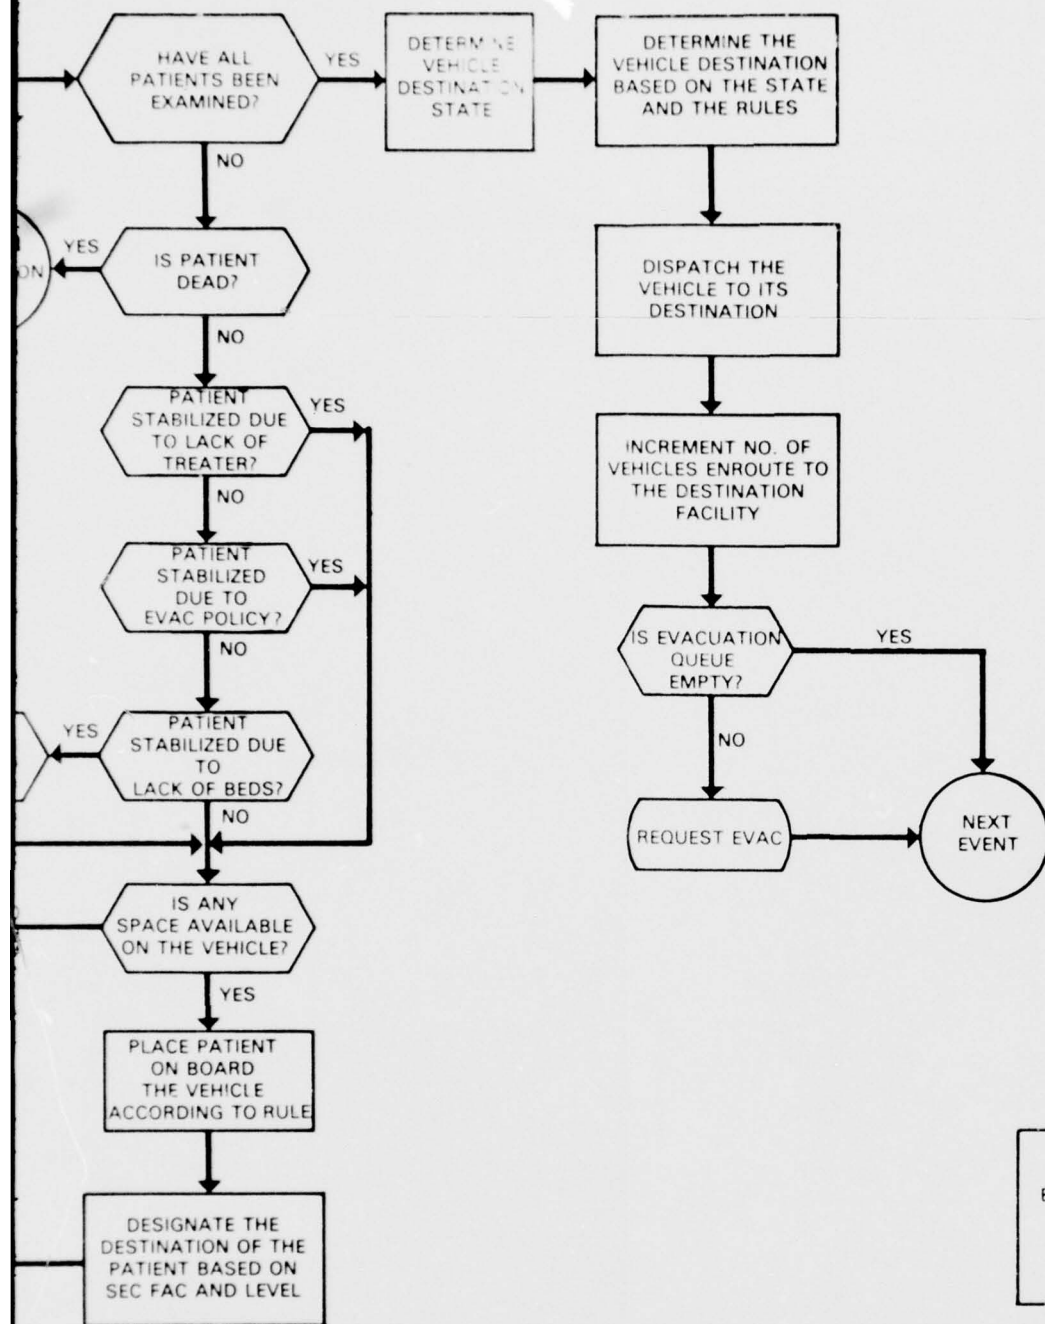 HAVE ALL
PATIENTS BEEN
EXAMINED?
YES
DETERMINE
VEHICLE
DESTINATION
STATE
DETERMINE THE
VEHICLE DESTINATION
BASED ON THE STATE
AND THE RULES
NO
YES
ON
IS PATIENT
DEAD?
DISPATCH THE
VEHICLE TO ITS
DESTINATION
NO
PATIENT
STABILIZED DUE
TO LACK OF
TREATER?
YES
INCREMENT NO. OF
VEHICLES ENROUTE TO
THE DESTINATION
FACILITY
NO
PATIENT
STABILIZED
DUE TO
EVAC POLICY?
YES
IS EVACUATION
QUEUE
EMPTY?
YES
NO
YES
PATIENT
STABILIZED DUE
TO
LACK OF BEDS?
NO
NO
REQUEST EVAC
NEXT
EVENT
IS ANY
SPACE AVAILABLE
ON THE VEHICLE?
YES
PLACE PATIENT
ON BOARD
THE VEHICLE
ACCORDING TO RULE
DESIGNATE THE
DESTINATION OF THE
PATIENT BASED ON
SEC FAC AND LEVEL